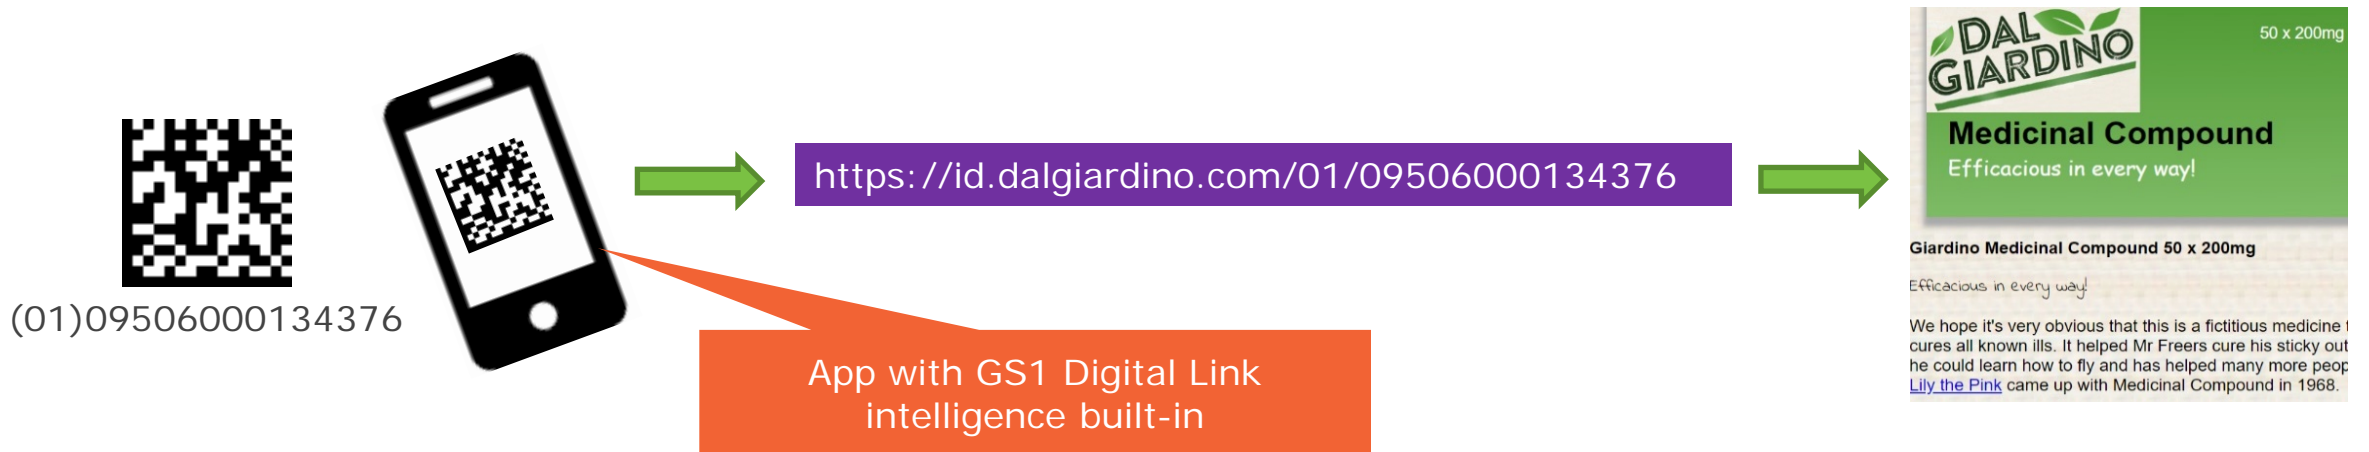 (01)09506000134376
https://id.dalgiardino.com/01/09506000134376
App with GS1 Digital Link
intelligence built-in
DAL
GIARDINO
50 x 200mg
Medicinal Compound
Efficacious in every way!
Giardino Medicinal Compound 50 x 200mg
Efficacious in every way!
We hope it's very obvious that this is a fictitious medicine
cures all known ills. It helped Mr Freers cure his sticky out
he could learn how to fly and has helped many more
Lily the Pink came up with Medicinal Compound in 1968.